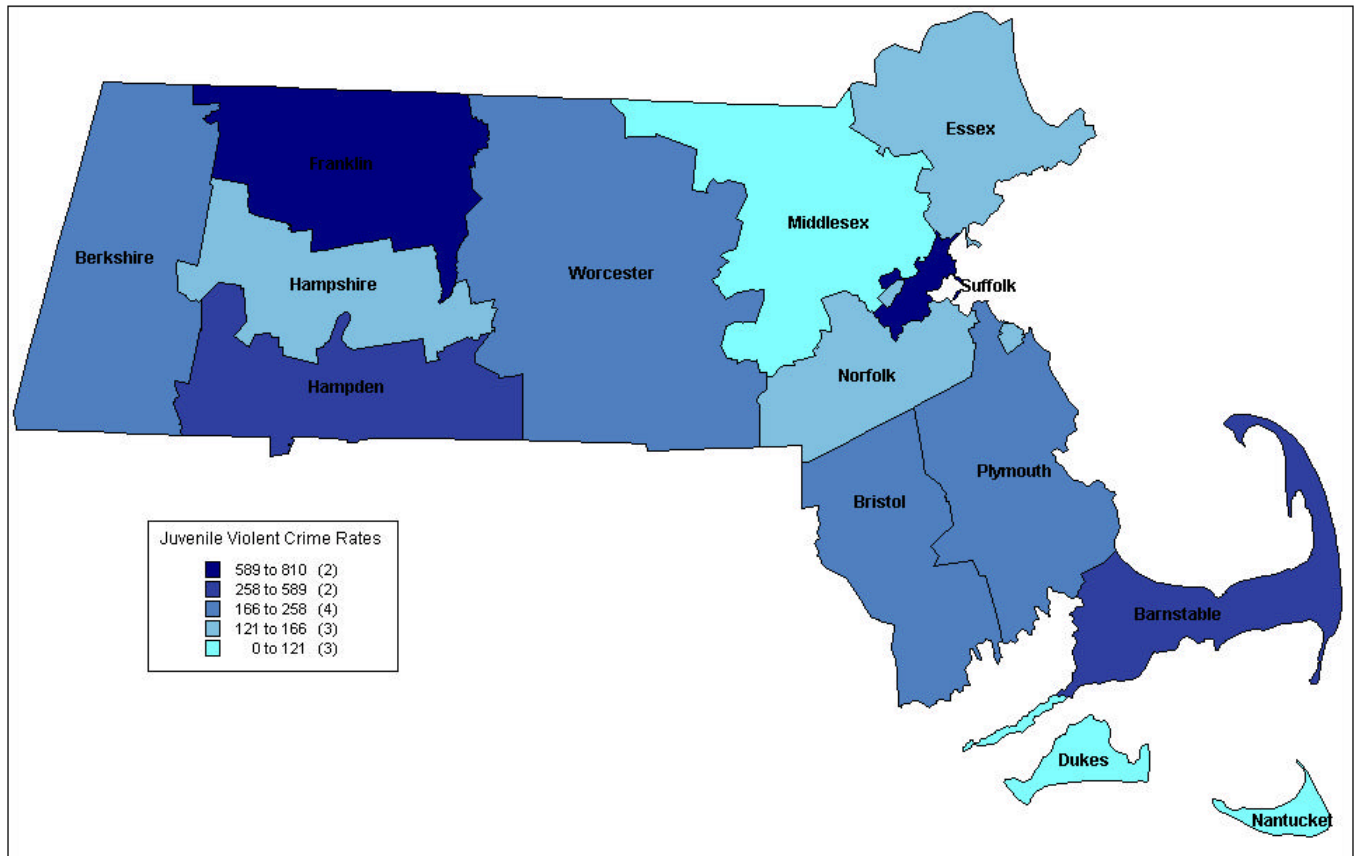 Essex
Franklin
Middlesex
Berkshire
Worcester
Hampshire
Suffolk
Norfolk
Hampden
Plymouth
Bristol
Juvenile Violent Crime Rates
589 to 810 (2)
258 to 589 (2)
166 to 258 (4)
121 to 166 (3)
0 to 121 (3)
Barnstable
Dukes
Nantucket